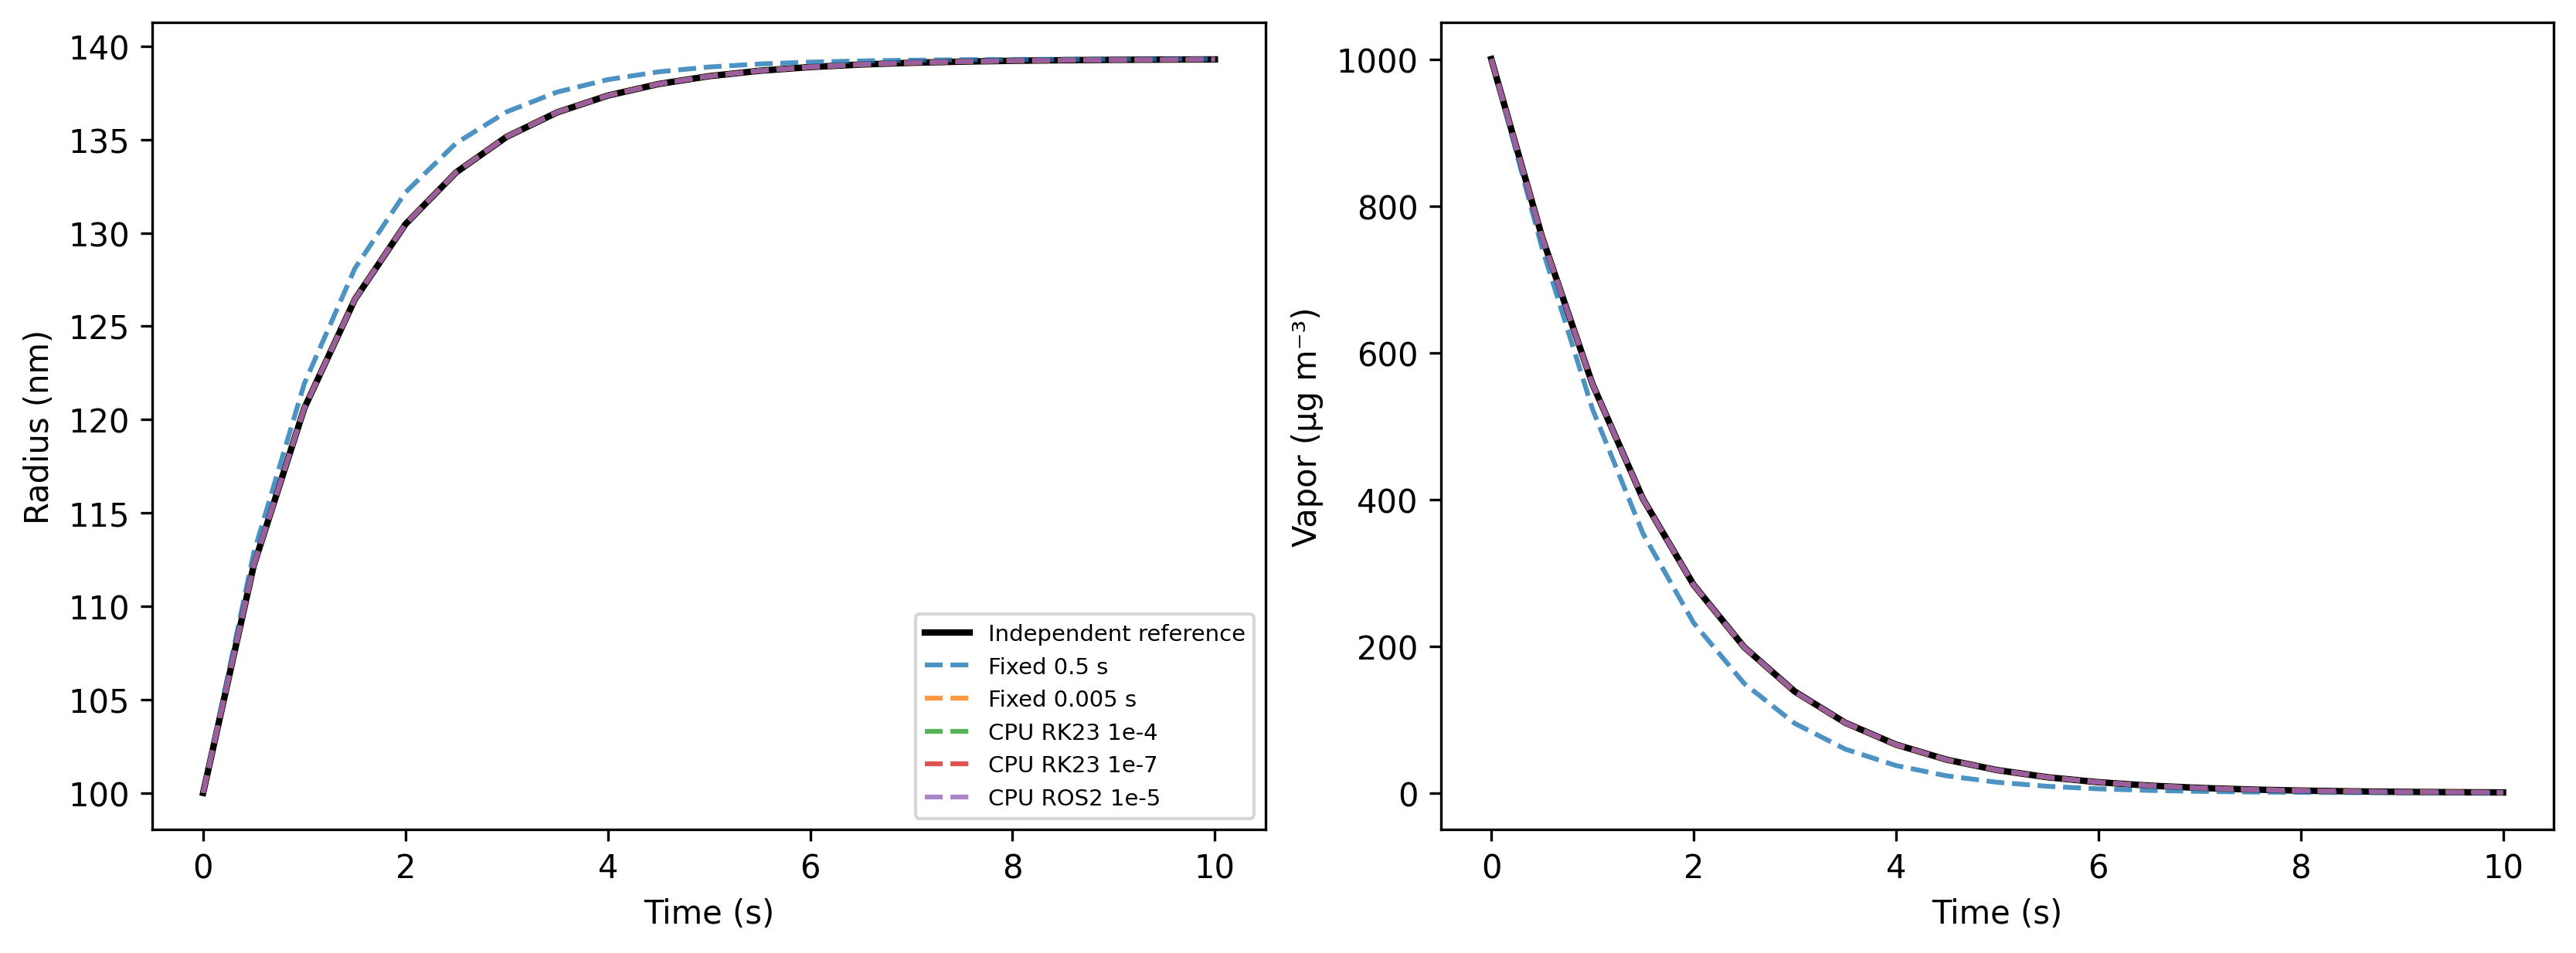 140
135
130
125
120
115
110
105
100
Radius (nm)
0
2
4
6
8
10
Time (s)
Independent reference
Fixed 0.5 s
Fixed 0.005 s
CPU RK23 1e-4
CPU RK23 1e-7
CPU ROS2 1e-5
1000
800
600
400
200
0
Vapor (µg m⁻³)
0
2
4
6
8
10
Time (s)